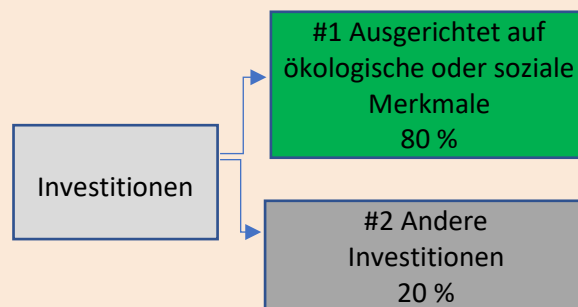 #1 Ausgerichtet auf
ökologische oder soziale
Merkmale
80 %
Investitionen
#2 Andere
Investitionen
20 %